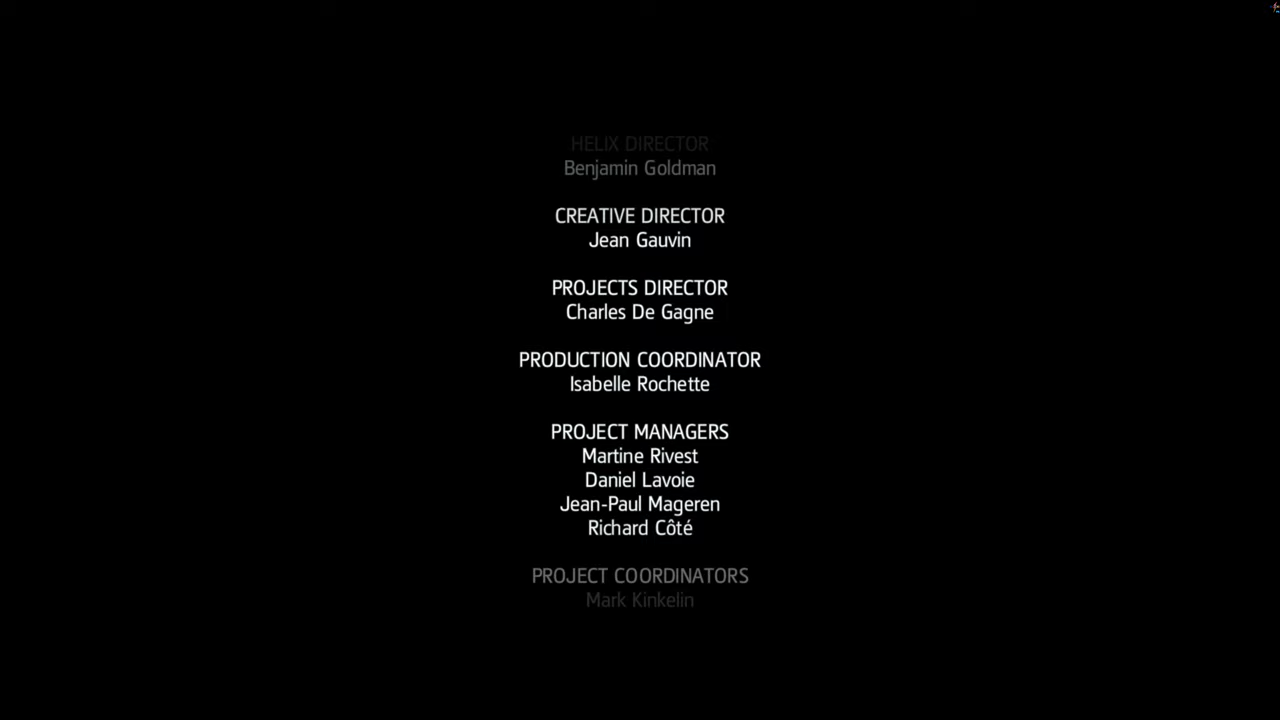 HELIX DIRECTOR
Benjamin Goldman
CREATIVE DIRECTOR
Jean Gauvin
PROJECTS DIRECTOR
Charles De Gagne
PRODUCTION COORDINATOR
Isabelle Rochette
PROJECT MANAGERS
Martine Rivest
Daniel Lavoie
Jean-Paul Mageren
Richard Côté
PROJECT COORDINATORS
Mark Kinkelin